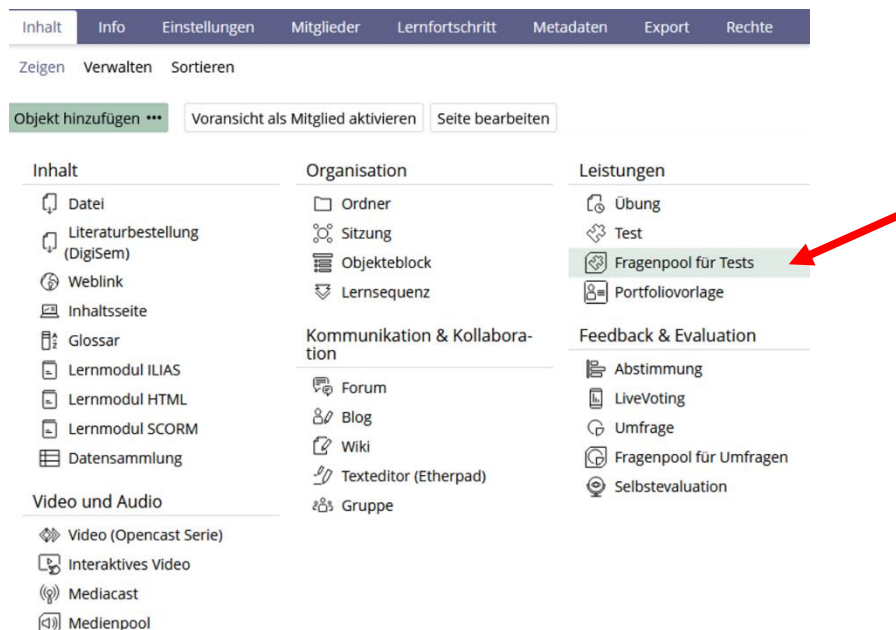 Inhalt Info Einstellungen Mitglieder Lernfortschritt Metadaten Export Rechte
Zeigen Verwalten Sortieren
Objekt hinzufügen ••• Voransicht als Mitglied aktivieren Seite bearbeiten
Inhalt
Datei
Literaturbestellung
(DigiSem)
Weblink
Inhaltsseite
Glossar
Lernmodul ILIAS
Lernmodul HTML
Lernmodul SCORM
Datensammlung
Video und Audio
Video (Opencast Serie)
Interaktives Video
Mediacast
Medienpool
Organisation
Ordner
Sitzung
Objekteblock
Lernsequenz
Kommunikation & Kollabora-
tion
Forum
Blog
Wiki
Texteditor (Etherpad)
Gruppe
Leistungen
Übung
Test
Fragenpool für Tests
Portfoliovorlage
Feedback & Evaluation
Abstimmung
LiveVoting
Umfrage
Fragenpool für Umfragen
Selbstevaluation